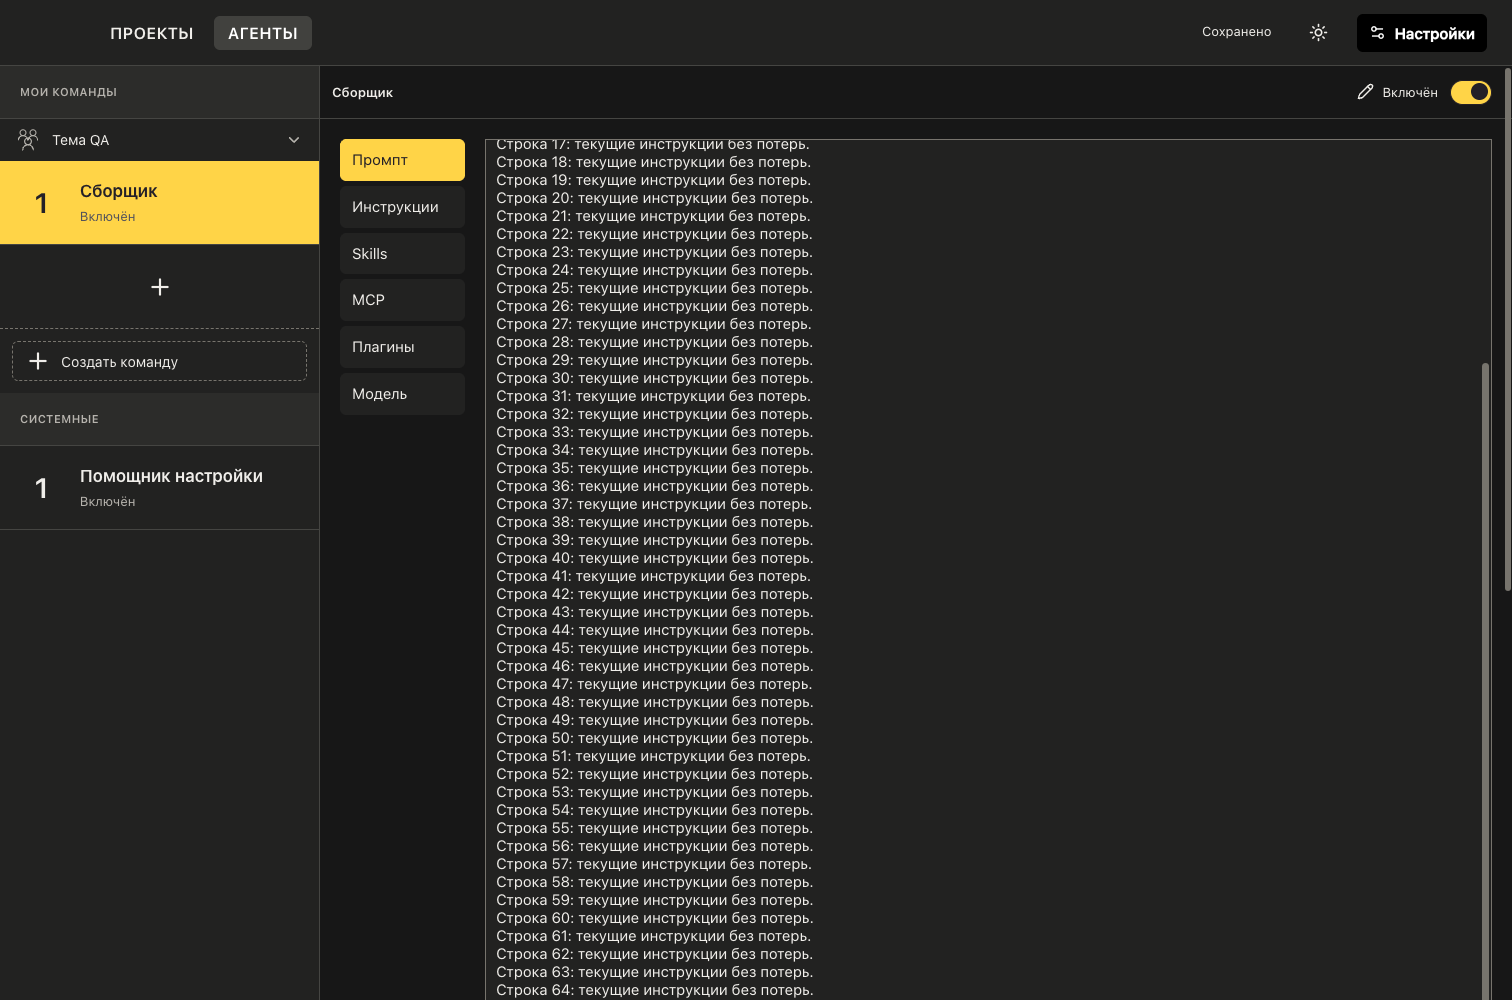 ПРОЕКТЫ
АГЕНТЫ
Сохранено
Настройки
МОИ КОМАНДЫ
Тема QA
1
Сборщик
Включён
Создать команду
СИСТЕМНЫЕ
1
Помощник настройки
Включён
Сборщик
Включён
Промпт
Инструкции
Skills
MCP
Плагины
Модель
Строка 17: текущие инструкции без потерь.
Строка 18: текущие инструкции без потерь.
Строка 19: текущие инструкции без потерь.
Строка 20: текущие инструкции без потерь.
Строка 21: текущие инструкции без потерь.
Строка 22: текущие инструкции без потерь.
Строка 23: текущие инструкции без потерь.
Строка 24: текущие инструкции без потерь.
Строка 25: текущие инструкции без потерь.
Строка 26: текущие инструкции без потерь.
Строка 27: текущие инструкции без потерь.
Строка 28: текущие инструкции без потерь.
Строка 29: текущие инструкции без потерь.
Строка 30: текущие инструкции без потерь.
Строка 31: текущие инструкции без потерь.
Строка 32: текущие инструкции без потерь.
Строка 33: текущие инструкции без потерь.
Строка 34: текущие инструкции без потерь.
Строка 35: текущие инструкции без потерь.
Строка 36: текущие инструкции без потерь.
Строка 37: текущие инструкции без потерь.
Строка 38: текущие инструкции без потерь.
Строка 39: текущие инструкции без потерь.
Строка 40: текущие инструкции без потерь.
Строка 41: текущие инструкции без потерь.
Строка 42: текущие инструкции без потерь.
Строка 43: текущие инструкции без потерь.
Строка 44: текущие инструкции без потерь.
Строка 45: текущие инструкции без потерь.
Строка 46: текущие инструкции без потерь.
Строка 47: текущие инструкции без потерь.
Строка 48: текущие инструкции без потерь.
Строка 49: текущие инструкции без потерь.
Строка 50: текущие инструкции без потерь.
Строка 51: текущие инструкции без потерь.
Строка 52: текущие инструкции без потерь.
Строка 53: текущие инструкции без потерь.
Строка 54: текущие инструкции без потерь.
Строка 55: текущие инструкции без потерь.
Строка 56: текущие инструкции без потерь.
Строка 57: текущие инструкции без потерь.
Строка 58: текущие инструкции без потерь.
Строка 59: текущие инструкции без потерь.
Строка 60: текущие инструкции без потерь.
Строка 61: текущие инструкции без потерь.
Строка 62: текущие инструкции без потерь.
Строка 63: текущие инструкции без потерь.
Строка 64: текущие инструкции без потерь.